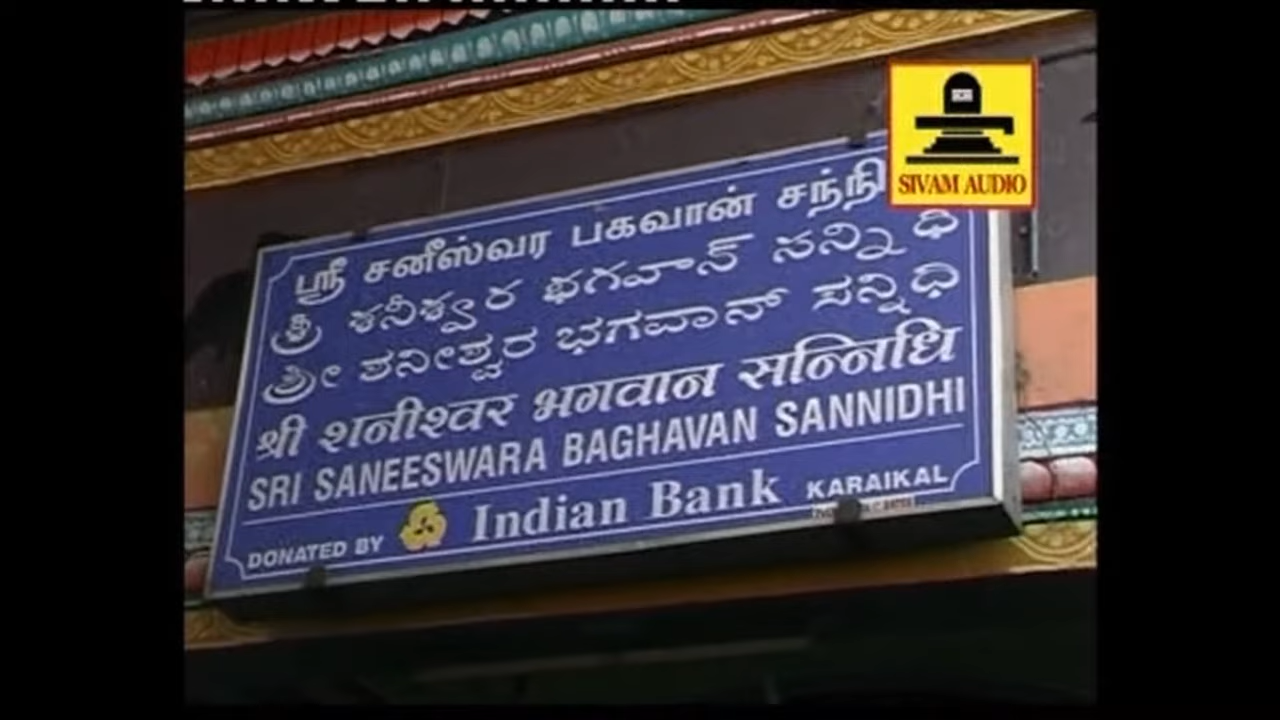 SIVAM AUDIO
ஸ்ரீ சனீஸ்வர பகவான் சந்நி
శ్రీ శనీశ్వర భగవాన్ సన్నిధి
ಶ್ರೀ ಶನೀಶ್ವರ ಭಗವಾನ್ ಸನ್ನಿಧಿ
श्री शनीश्वर भगवान सन्निधि
SRI SANEESWARA BAGHAVAN SANNIDHI
DONATED BY Indian Bank KARAIKAL